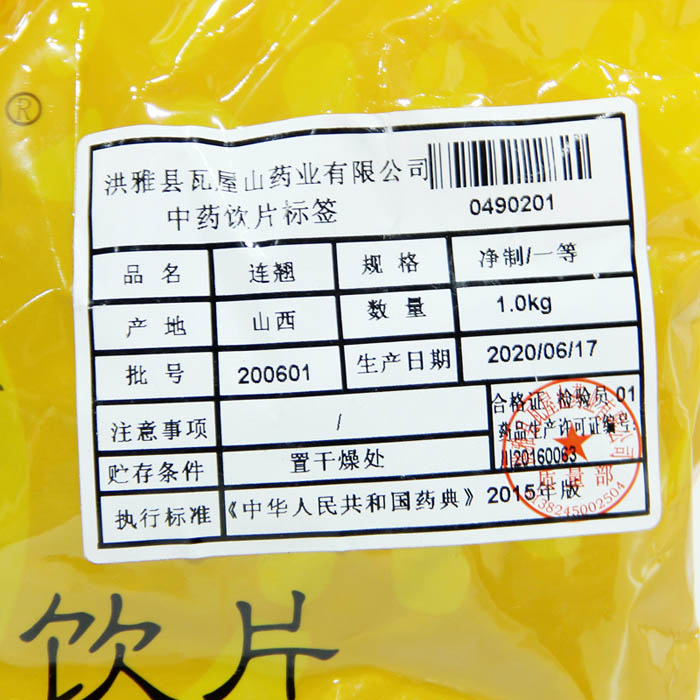 ®
洪雅县瓦屋山药业有限公司
中药饮片标签
0490201
品名 连翘 规格 净制/一等
产地 山西 数量 1.0kg
批号 200601 生产日期 2020/06/17
注意事项 /
合格证 检验员 01
药品生产许可证编号:
川20160063
贮存条件 置干燥处
执行标准 《中华人民共和国药典》2015年版
质量部
138245002504
饮片